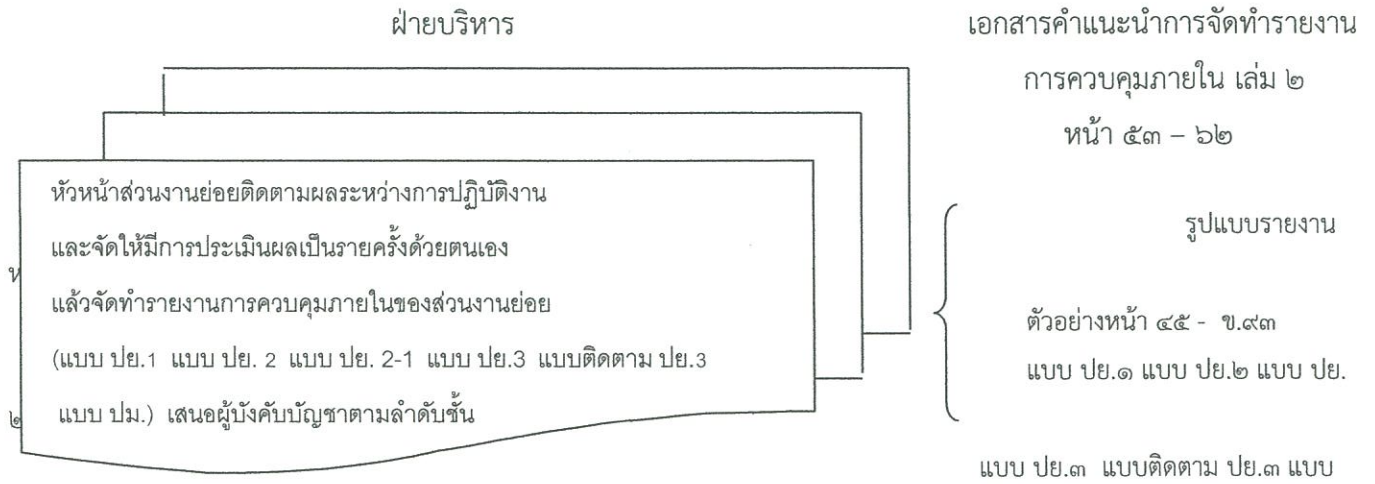 ฝ่ายบริหาร
เอกสารคำแนะนำการจัดทำรายงาน
การควบคุมภายใน เล่ม ๒
หน้า ๕๓ – ๖๒
หัวหน้าส่วนงานย่อยติดตามผลระหว่างการปฏิบัติงาน
และจัดให้มีการประเมินผลเป็นรายครั้งด้วยตนเอง
แล้วจัดทำรายงานการควบคุมภายในของส่วนงานย่อย
(แบบ ปย.1 แบบ ปย. 2 แบบ ปย. 2-1 แบบ ปย.3 แบบติดตาม ปย.3
แบบ ปม.) เสนอผู้บังคับบัญชาตามลำดับชั้น
รูปแบบรายงาน
ตัวอย่างหน้า ๔๕ - ข.๙๓
แบบ ปย.๑ แบบ ปย.๒ แบบ ปย.
แบบ ปย.๓ แบบติดตาม ปย.๓ แบบ